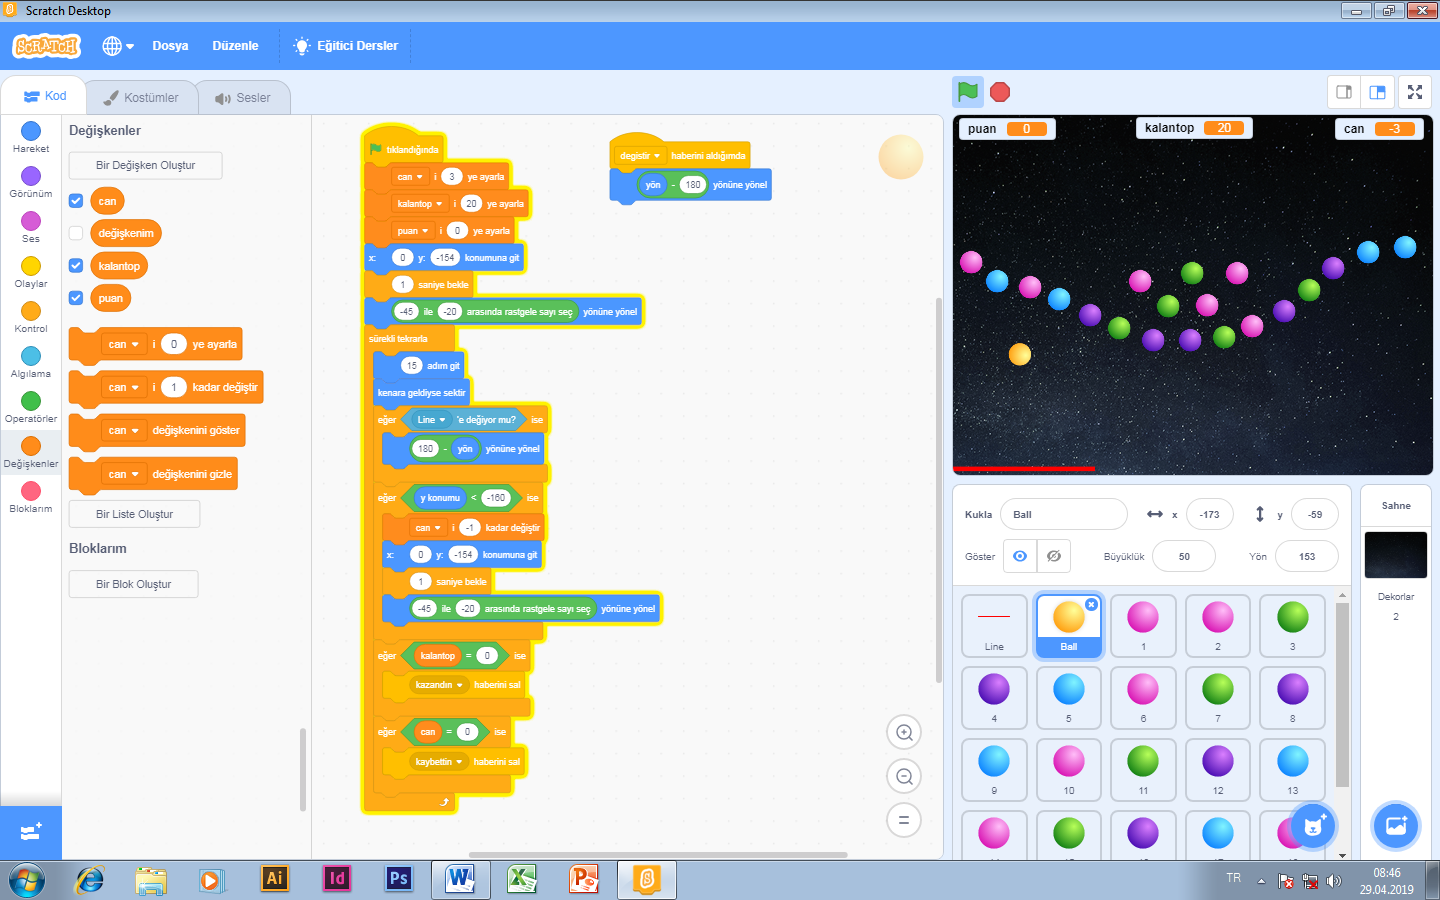 Scratch Desktop
SCRATCH Dosya Düzenle Eğitici Dersler
Kod Kostümler Sesler
Hareket
Görünüm
Ses
Olaylar
Kontrol
Algılama
Operatörler
Değişkenler
Bloklarım
Değişkenler
Bir Değişken Oluştur
can
değişkenim
kalantop
puan
can i 0 ye ayarla
can i 1 kadar değiştir
can değişkenini göster
can değişkenini gizle
Bir Liste Oluştur
Bloklarım
Bir Blok Oluştur
tıklandığında
can i 3 ye ayarla
kalantop i 20 ye ayarla
puan i 0 ye ayarla
x: 0 y: -154 konumuna git
1 saniye bekle
-45 ile -20 arasında rastgele sayı seç yönüne yönel
sürekli tekrarla
15 adım git
kenara geldiyse sektir
eğer Line 'e değiyor mu? ise
180 - yön yönüne yönel
eğer y konumu < -160 ise
can i -1 kadar değiştir
x: 0 y: -154 konumuna git
1 saniye bekle
-45 ile -20 arasında rastgele sayı seç yönüne yönel
eğer kalantop = 0 ise
kazandın haberini sal
eğer can = 0 ise
kaybettin haberini sal
degistir haberini aldığımda
yön - 180 yönüne yönel
puan 0 kalantop 20 can -3
Kukla Ball x -173 y -59
Göster Büyüklük 50 Yön 153
Line Ball 1 2 3
4 5 6 7 8
9 10 11 12 13
Sahne
Dekorlar
2
Ai Id Ps
TR 08:46
29.04.2019